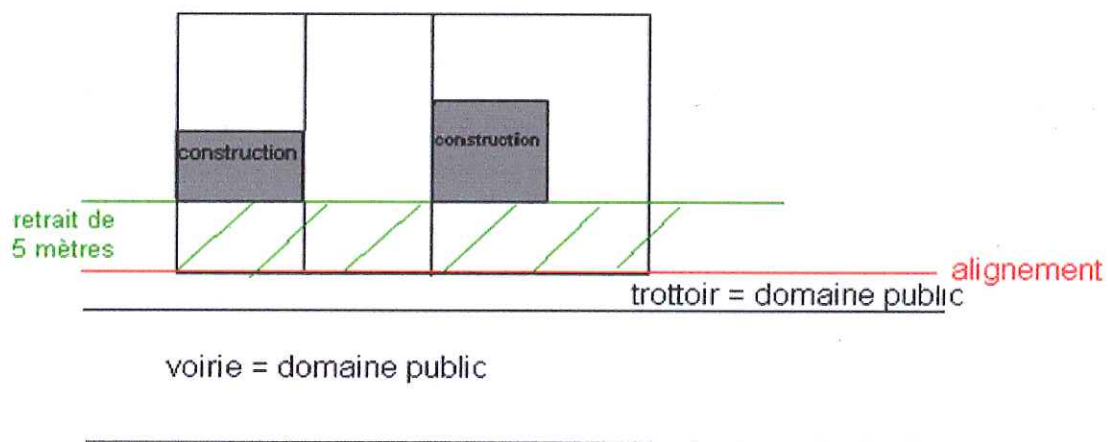 construction
construction
retrait de
5 mètres
alignement
trottoir = domaine public
voirie = domaine public